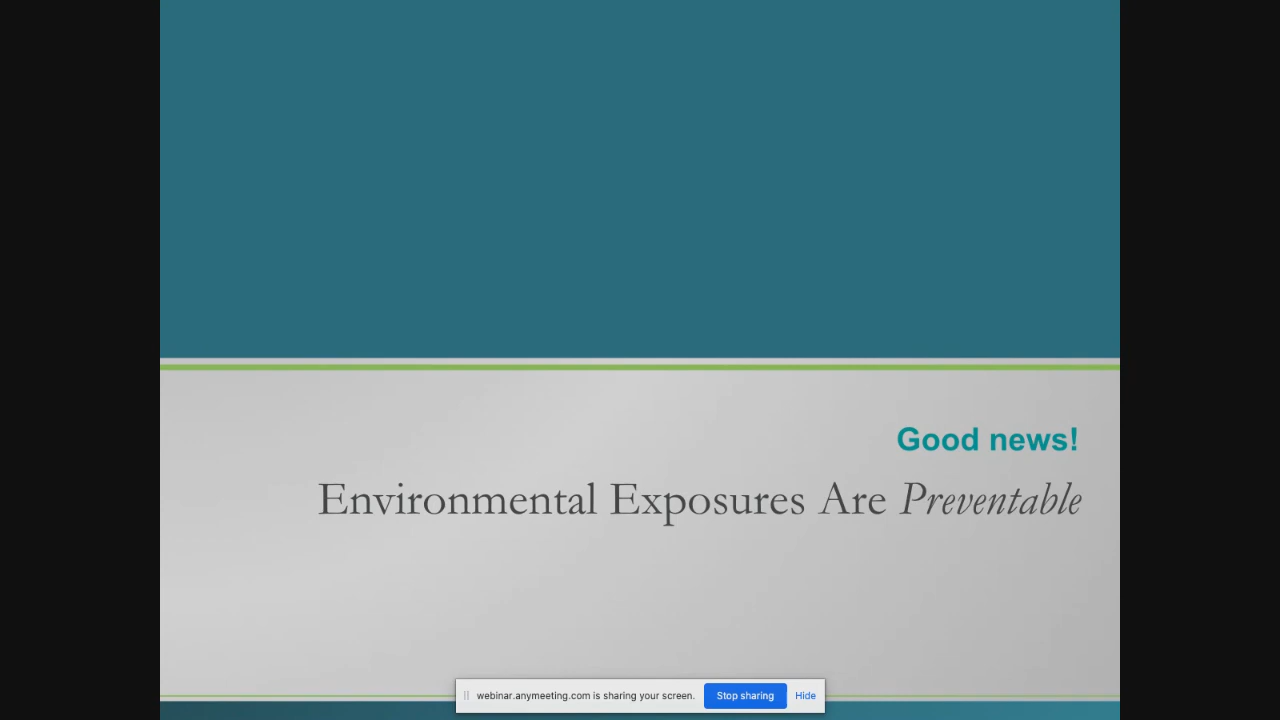 Good news!
Environmental Exposures Are Preventable
webinar.anymeeting.com is sharing your screen. Stop sharing Hide